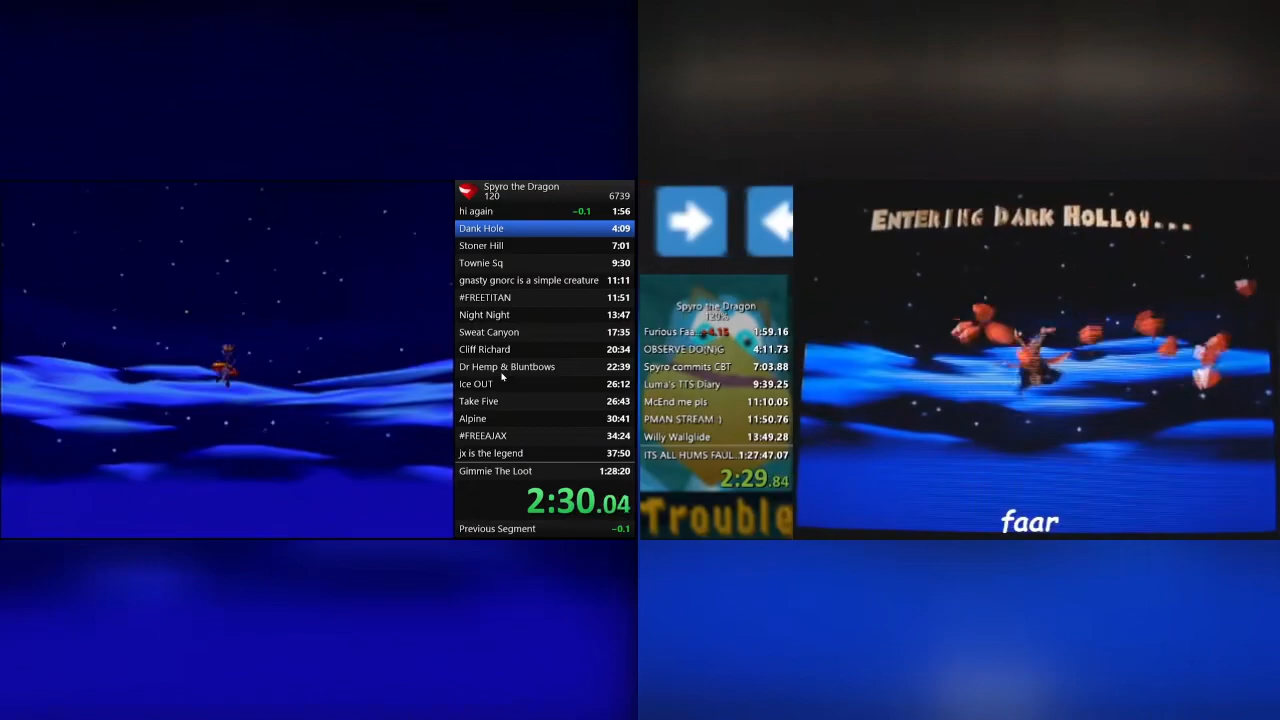 Spyro the Dragon
120 6739
hi again −0.1 1:56
Dank Hole 4:09
Stoner Hill 7:01
Townie Sq 9:30
gnasty gnorc is a simple creature 11:11
#FREETITAN 11:51
Night Night 13:47
Sweat Canyon 17:35
Cliff Richard 20:34
Dr Hemp & Bluntbows 22:39
Ice OUT 26:12
Take Five 26:43
Alpine 30:41
#FREEAJAX 34:24
jx is the legend 37:50
Gimmie The Loot 1:28:20
2:30.04
Previous Segment −0.1
Spyro the Dragon
120%
Furious Faa.. 1:59.16
OBSERVE DO(N)G 4:11.73
Spyro commits CBT 7:03.88
Luma's TTS Diary 9:39.25
McEnd me pls 11:10.05
PMAN STREAM :) 11:50.76
Willy Wallglide 13:49.28
ITS ALL HUMS FAUL.. 1:27:47.07
2:29.84
Trouble
ENTERING DARK HOLLOW...
faar